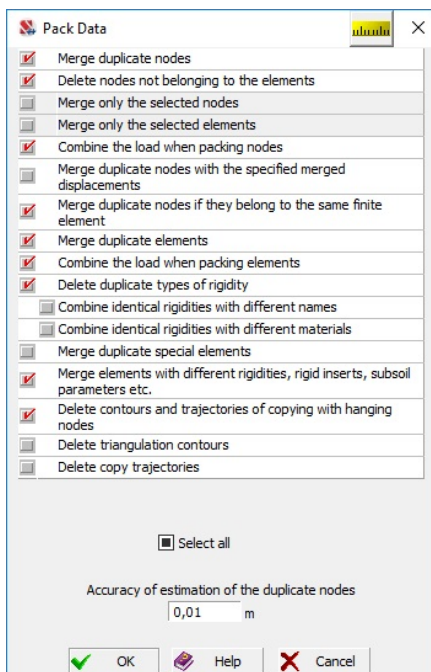 Pack Data
Merge duplicate nodes
Delete nodes not belonging to the elements
Merge only the selected nodes
Merge only the selected elements
Combine the load when packing nodes
Merge duplicate nodes with the specified merged
displacements
Merge duplicate nodes if they belong to the same finite
element
Merge duplicate elements
Combine the load when packing elements
Delete duplicate types of rigidity
Combine identical rigidities with different names
Combine identical rigidities with different materials
Merge duplicate special elements
Merge elements with different rigidities, rigid inserts, subsoil
parameters etc.
Delete contours and trajectories of copying with hanging
nodes
Delete triangulation contours
Delete copy trajectories
Select all
Accuracy of estimation of the duplicate nodes
0,01 m
OK Help Cancel